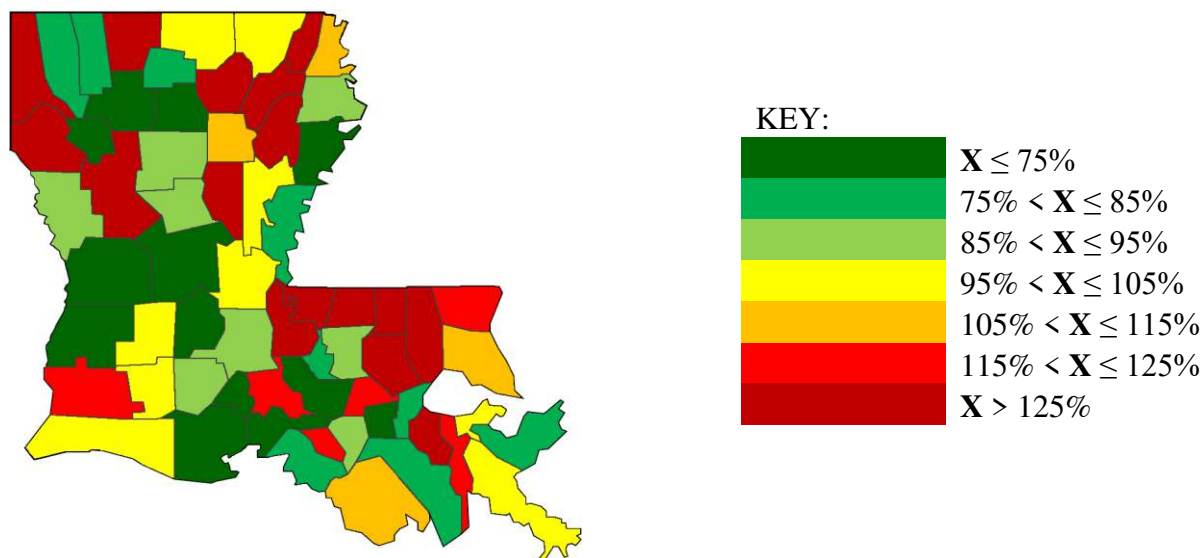 KEY:
X ≤ 75%
75% < X ≤ 85%
85% < X ≤ 95%
95% < X ≤ 105%
105% < X ≤ 115%
115% < X ≤ 125%
X > 125%